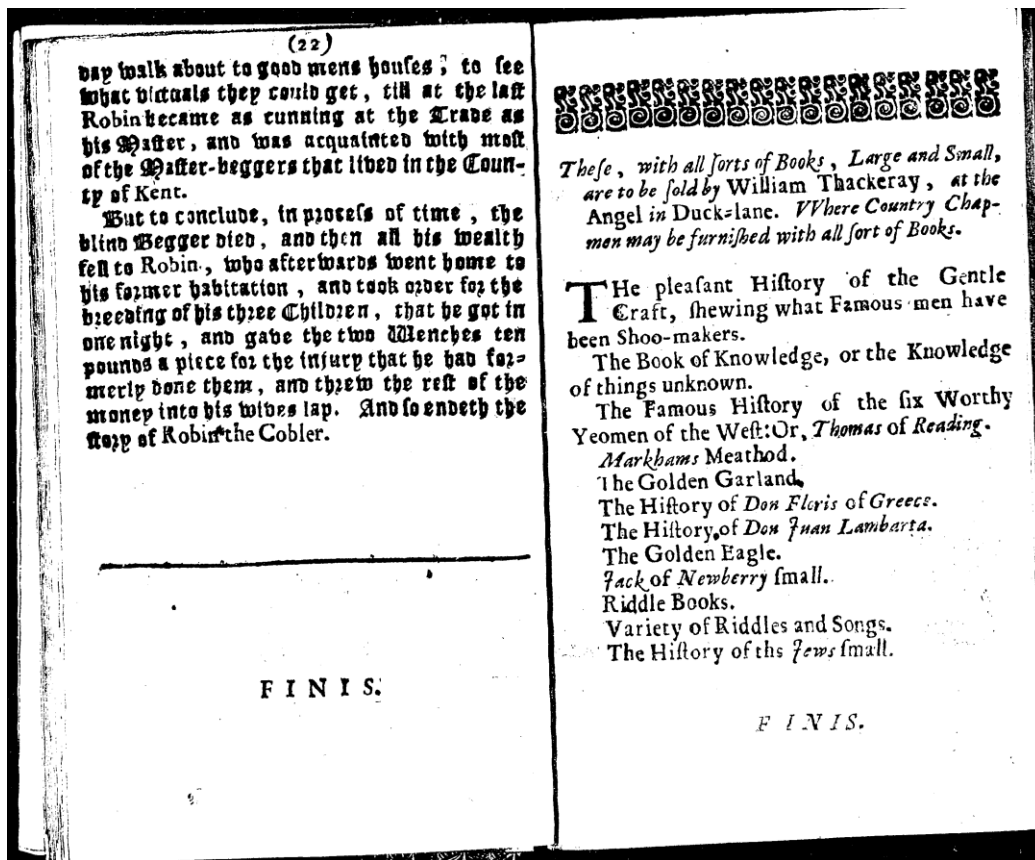 (22)
day walk about to good mens houſes; to ſee
what victuals they could get, till at the laſt
Robin became as cunning at the Trade as
his Maſter, and was acquainted with moſt
of the Maſter-beggers that lived in the Coun-
ty of Kent.
But to conclude, in proceſs of time, the
blind Begger died, and then all his wealth
fell to Robin, who afterwards went home to
his former habitation, and took order for the
breeding of his three Children, that he got in
one night, and gave the two Wenches ten
pounds a piece for the injury that he had for-
merly done them, and threw the reſt of the
money into his wives lap. And ſo endeth the
ſtory of Robin the Cobler.
FINIS.
Theſe, with all ſorts of Books, Large and Small,
are to be ſold by William Thackeray, at the
Angel in Duck-lane. VVhere Country Chap-
men may be furniſhed with all ſort of Books.
THe pleaſant Hiſtory of the Gentle
Craft, ſhewing what Famous men have
been Shoo-makers.
The Book of Knowledge, or the Knowledge
of things unknown.
The Famous Hiſtory of the ſix Worthy
Yeomen of the Weſt: Or, Thomas of Reading.
Markhams Meathod.
The Golden Garland.
The Hiſtory of Don Floris of Greece.
The Hiſtory of Don Juan Lambarta.
The Golden Eagle.
Jack of Newberry ſmall.
Riddle Books.
Variety of Riddles and Songs.
The Hiſtory of ths Jews ſmall.
FINIS.